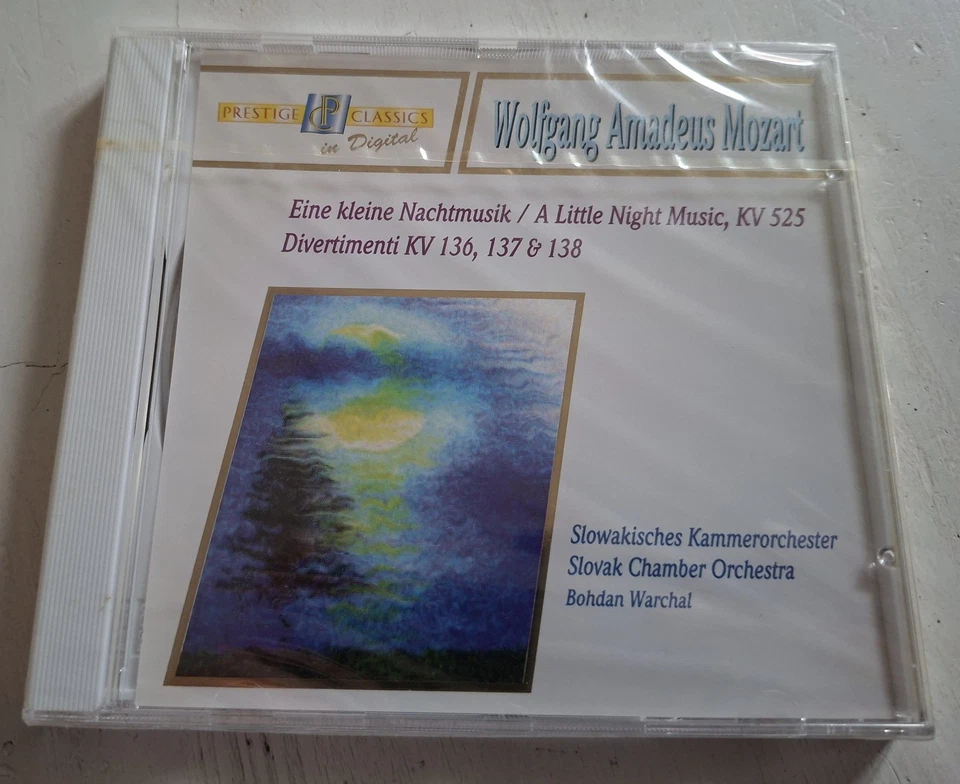 PRESTIGE CP CLASSICS
in Digital
Wolfgang Amadeus Mozart
Eine kleine Nachtmusik / A Little Night Music, KV 525
Divertimenti KV 136, 137 & 138
Slowakisches Kammerorchester
Slovak Chamber Orchestra
Bohdan Warchal